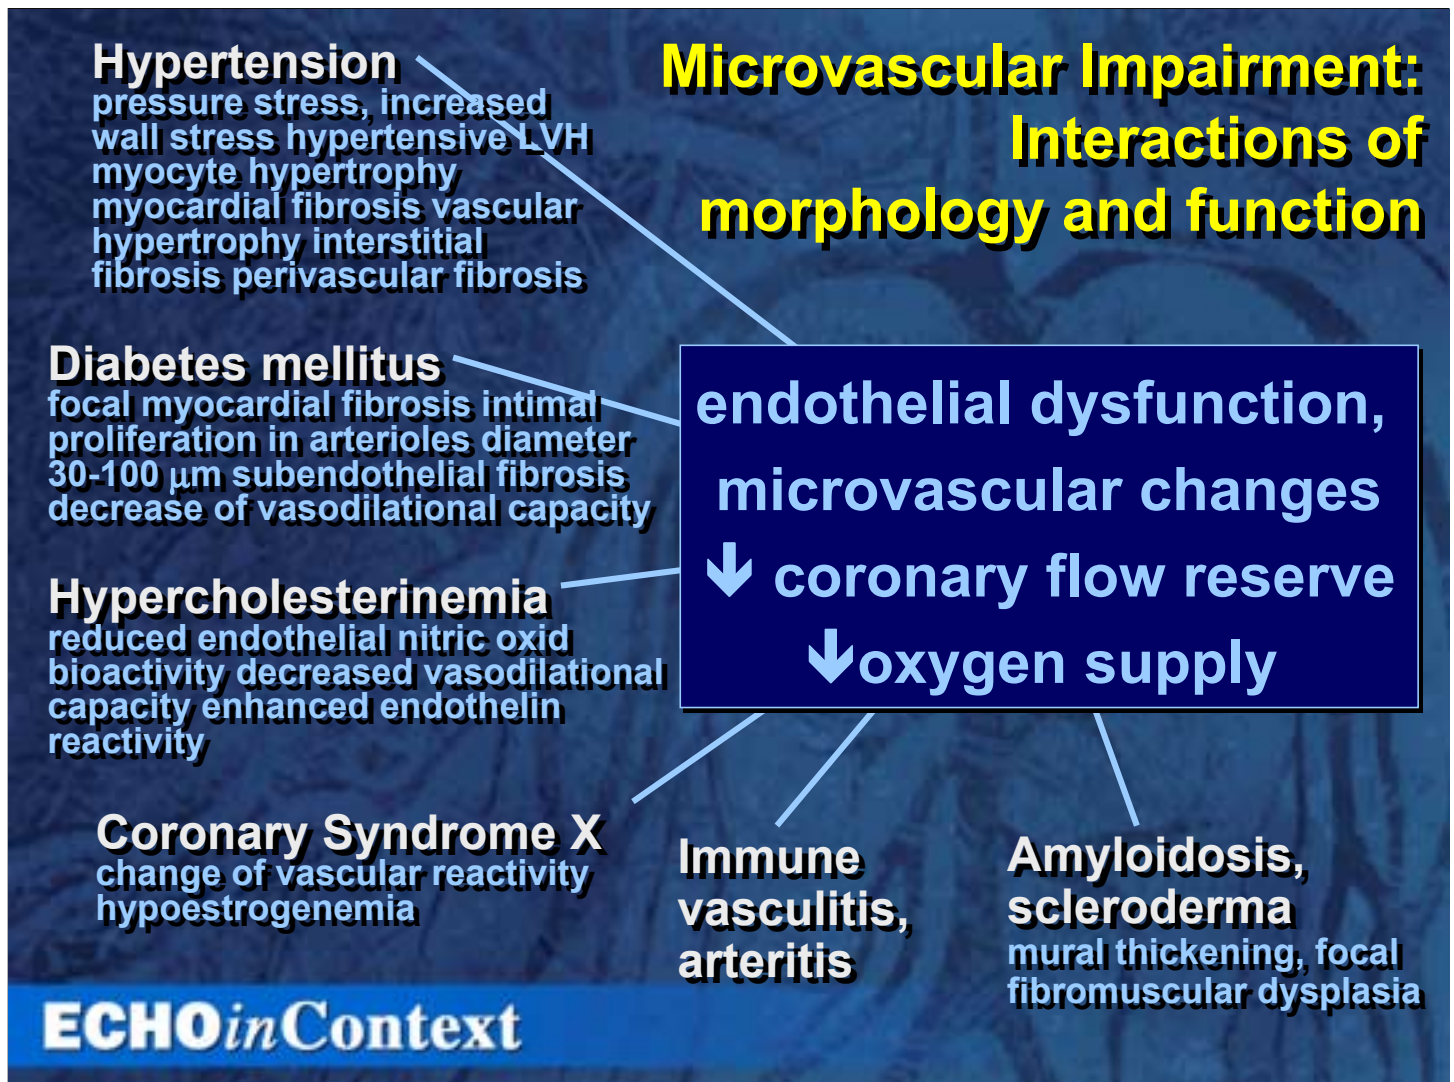 Microvascular Impairment:
Interactions of
morphology and function
Hypertension
pressure stress, increased
wall stress hypertensive LVH
myocyte hypertrophy
myocardial fibrosis vascular
hypertrophy interstitial
fibrosis perivascular fibrosis
Diabetes mellitus
focal myocardial fibrosis intimal
proliferation in arterioles diameter
30-100 µm subendothelial fibrosis
decrease of vasodilational capacity
Hypercholesterinemia
reduced endothelial nitric oxid
bioactivity decreased vasodilational
capacity enhanced endothelin
reactivity
endothelial dysfunction,
microvascular changes
🡻 coronary flow reserve
🡻oxygen supply
Coronary Syndrome X
change of vascular reactivity
hypoestrogenemia
Immune
vasculitis,
arteritis
Amyloidosis,
scleroderma
mural thickening, focal
fibromuscular dysplasia
ECHOinContext